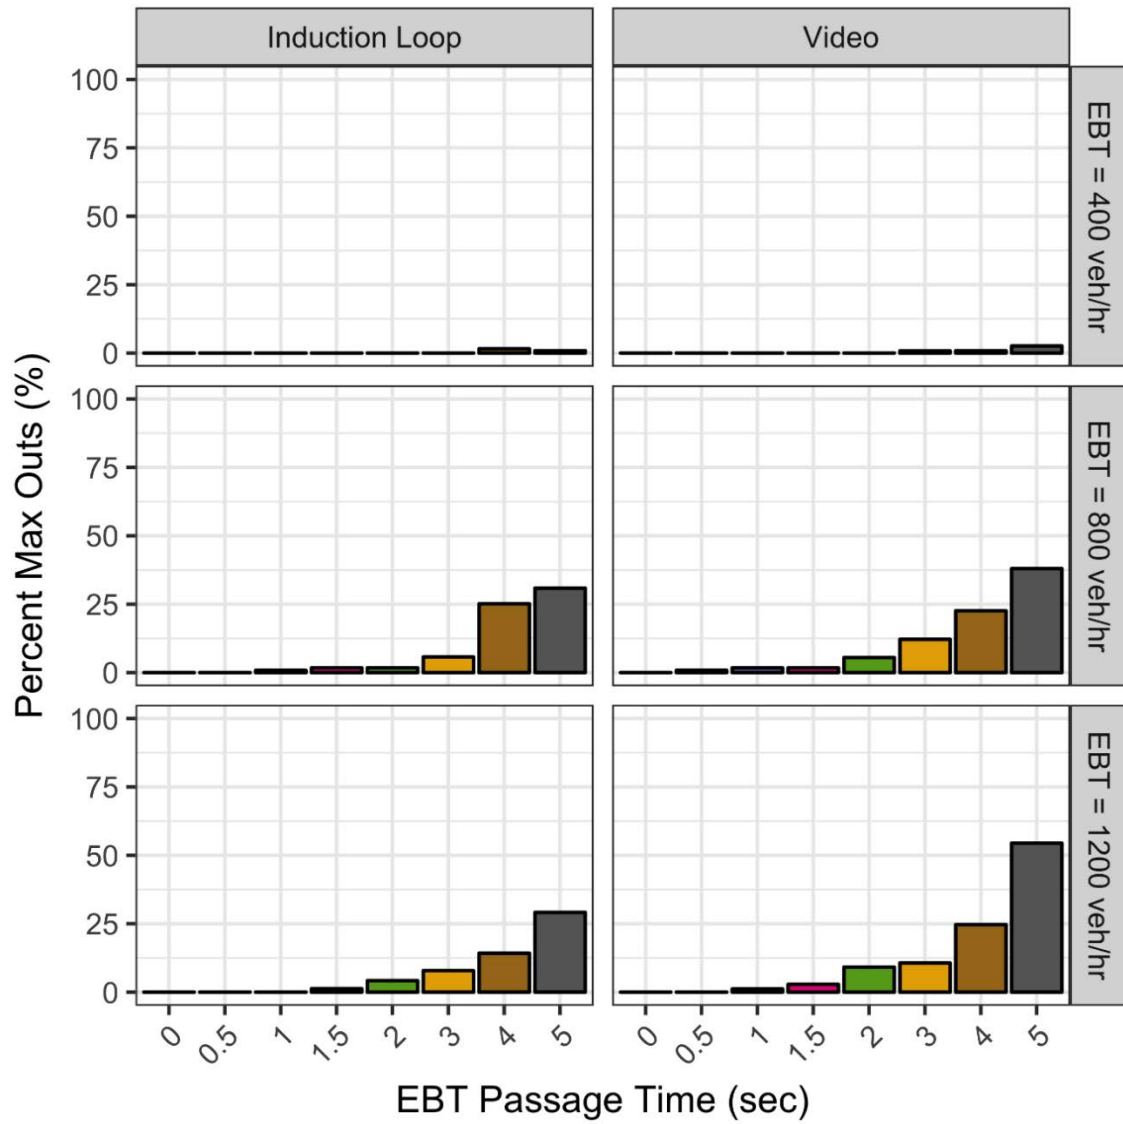 Induction Loop
Video
Percent Max Outs (%)
100
75
50
25
0
EBT = 400 veh/hr
100
75
50
25
0
EBT = 800 veh/hr
100
75
50
25
0
EBT = 1200 veh/hr
0 0.5 1 1.5 2 3 4 5
0 0.5 1 1.5 2 3 4 5
EBT Passage Time (sec)